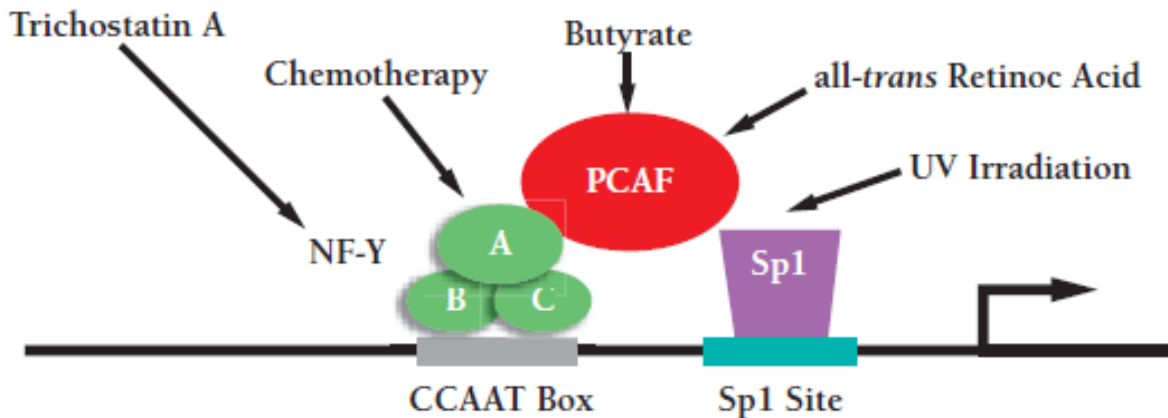 Trichostatin A
Butyrate
Chemotherapy
all-trans Retinoc Acid
PCAF
UV Irradiation
NF-Y
A
Sp1
B
C
CCAAT Box
Sp1 Site